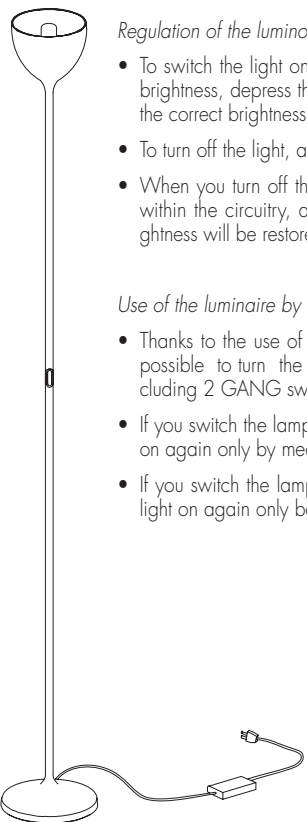 Regulation of the lumino
• To switch the light on
brightness, depress th
the correct brightness
• To turn off the light, a
• When you turn off th
within the circuitry, a
ghtness will be restore
Use of the luminaire by
• Thanks to the use of
possible to turn the
cluding 2 GANG sw
• If you switch the lamp
on again only by mea
• If you switch the lamp
light on again only be